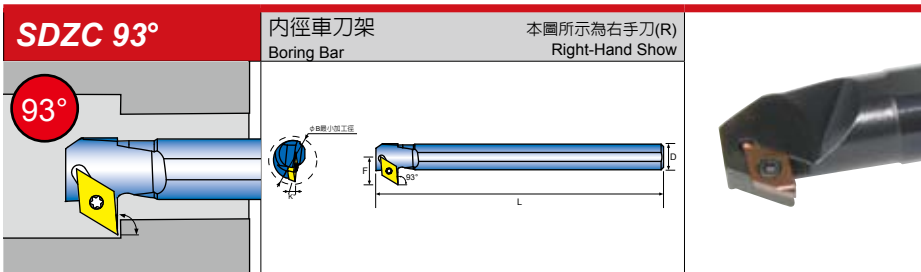 SDZC 93°
內徑車刀架
Boring Bar
本圖所示為右手刀(R)
Right-Hand Show
93°
φB最小加工徑
K°
F
93°
D
L